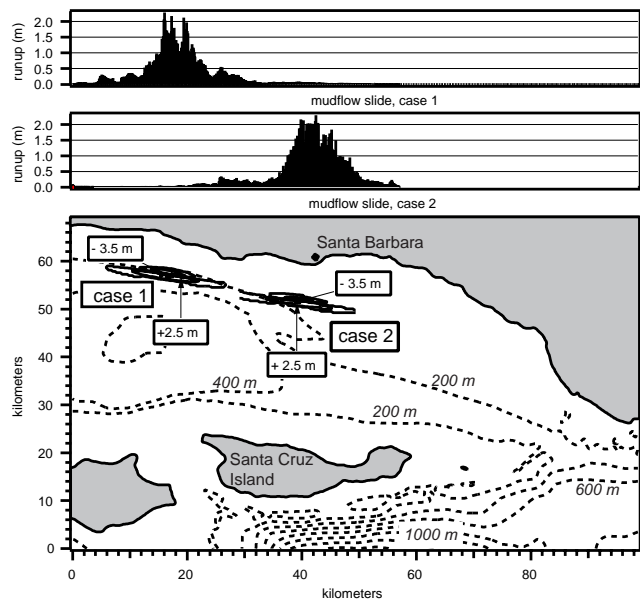 runup (m)
2.0
1.5
1.0
0.5
0.0
mudflow slide, case 1
runup (m)
2.0
1.5
1.0
0.5
0.0
mudflow slide, case 2
Santa Barbara
- 3.5 m
- 3.5 m
case 1
+2.5 m
case 2
+ 2.5 m
400 m
200 m
200 m
Santa Cruz
Island
600 m
1000 m
kilometers
60
50
40
30
20
10
0
0 20 40 60 80
kilometers